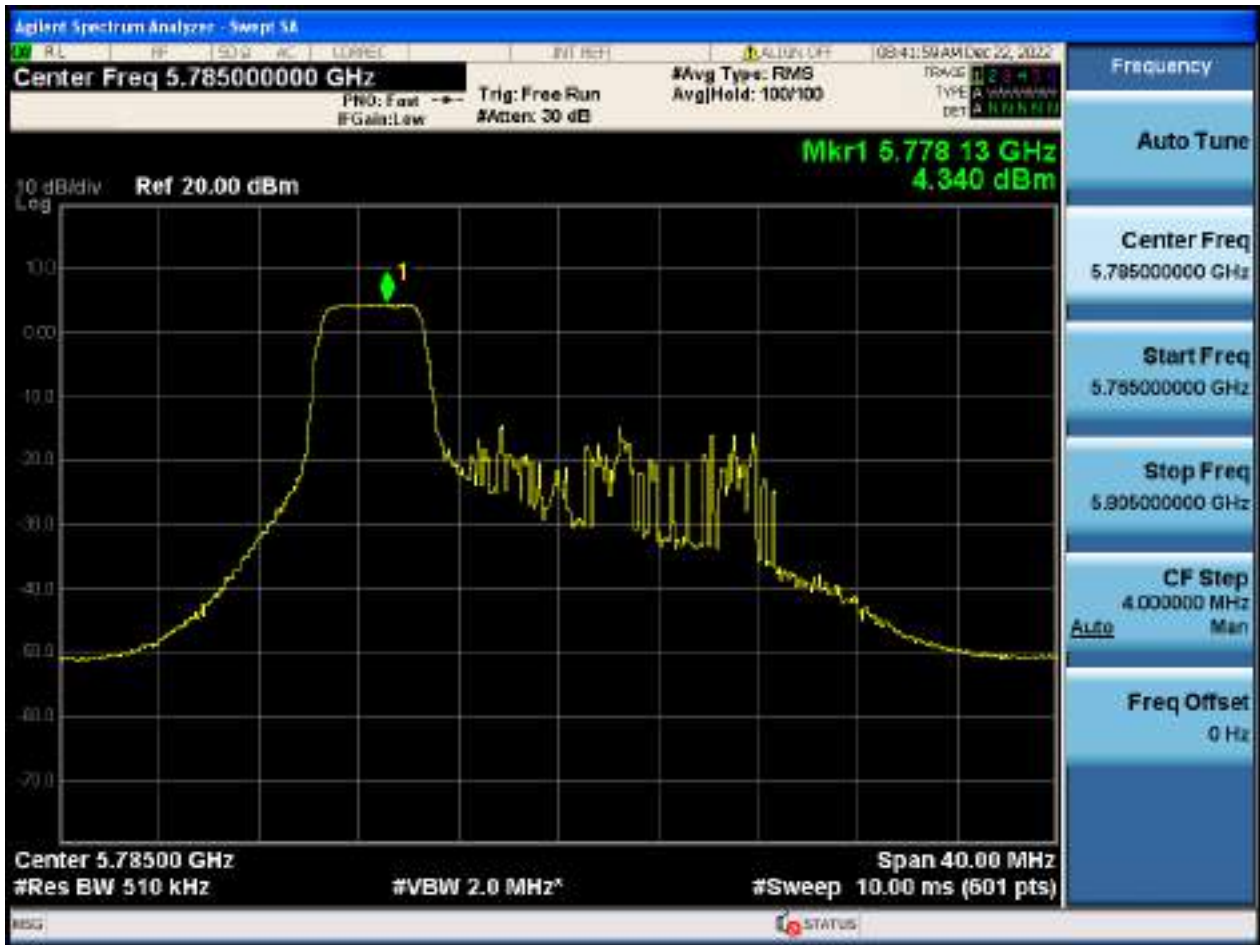 Agilent Spectrum Analyzer - Swept SA
RL RF 50 Ω AC CORREC INT REF ALIGN OFF 08:41:59 AM Dec 22, 2022
Center Freq 5.785000000 GHz
PNO: Fast
IFGain:Low
Trig: Free Run
#Atten: 30 dB
#Avg Type: RMS
Avg|Hold: 100/100
TRACE 1 2 3 4 5 6
TYPE A
DET A N N N N N
Mkr1 5.778 13 GHz
4.340 dBm
10 dB/div Ref 20.00 dBm
Log
10.0
0.00
-10.0
-20.0
-30.0
-40.0
-50.0
-60.0
-70.0
1
Center 5.78500 GHz
Span 40.00 MHz
#Res BW 510 kHz
#VBW 2.0 MHz*
#Sweep 10.00 ms (601 pts)
MSG
STATUS
Frequency
Auto Tune
Center Freq
5.785000000 GHz
Start Freq
5.765000000 GHz
Stop Freq
5.805000000 GHz
CF Step
4.000000 MHz
Auto Man
Freq Offset
0 Hz